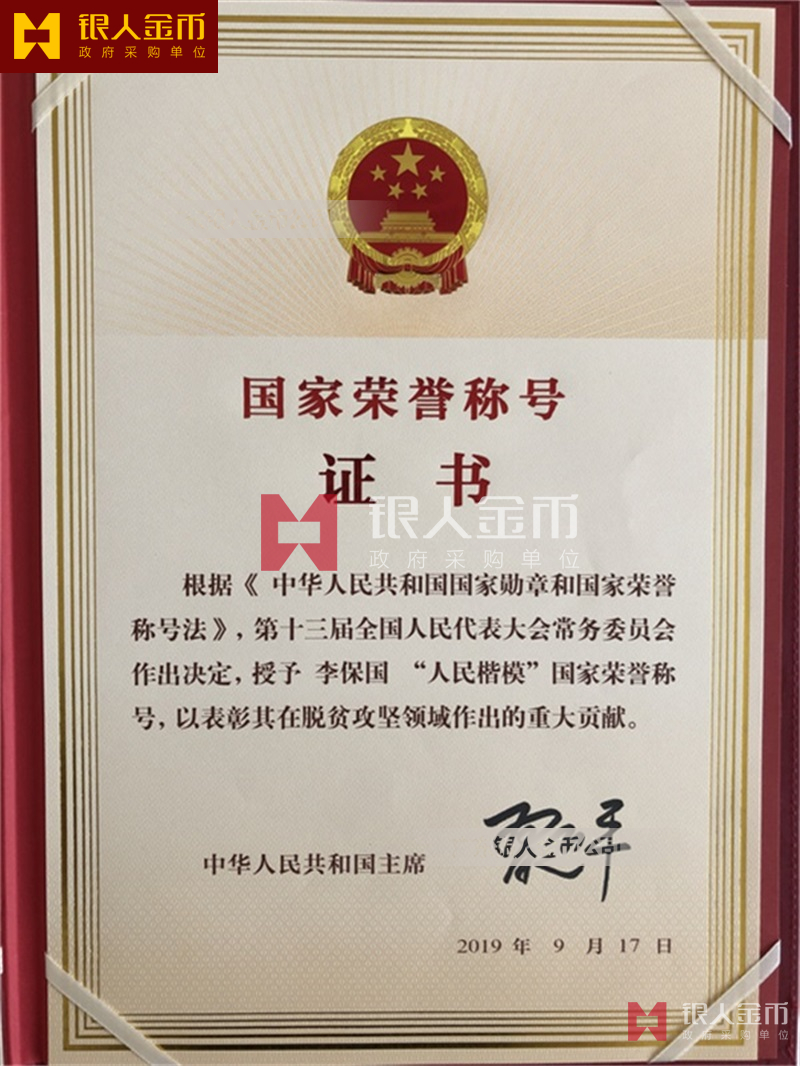 银人金币
政府采购单位
国家荣誉称号
证 书
银人金币
政府采购单位
根据《 中华人民共和国国家勋章和国家荣誉
称号法》，第十三届全国人民代表大会常务委员会
作出决定，授予 李保国 “人民楷模”国家荣誉称
号，以表彰其在脱贫攻坚领域作出的重大贡献。
中华人民共和国主席
2019 年 9 月 17 日
银人金币
政府采购单位